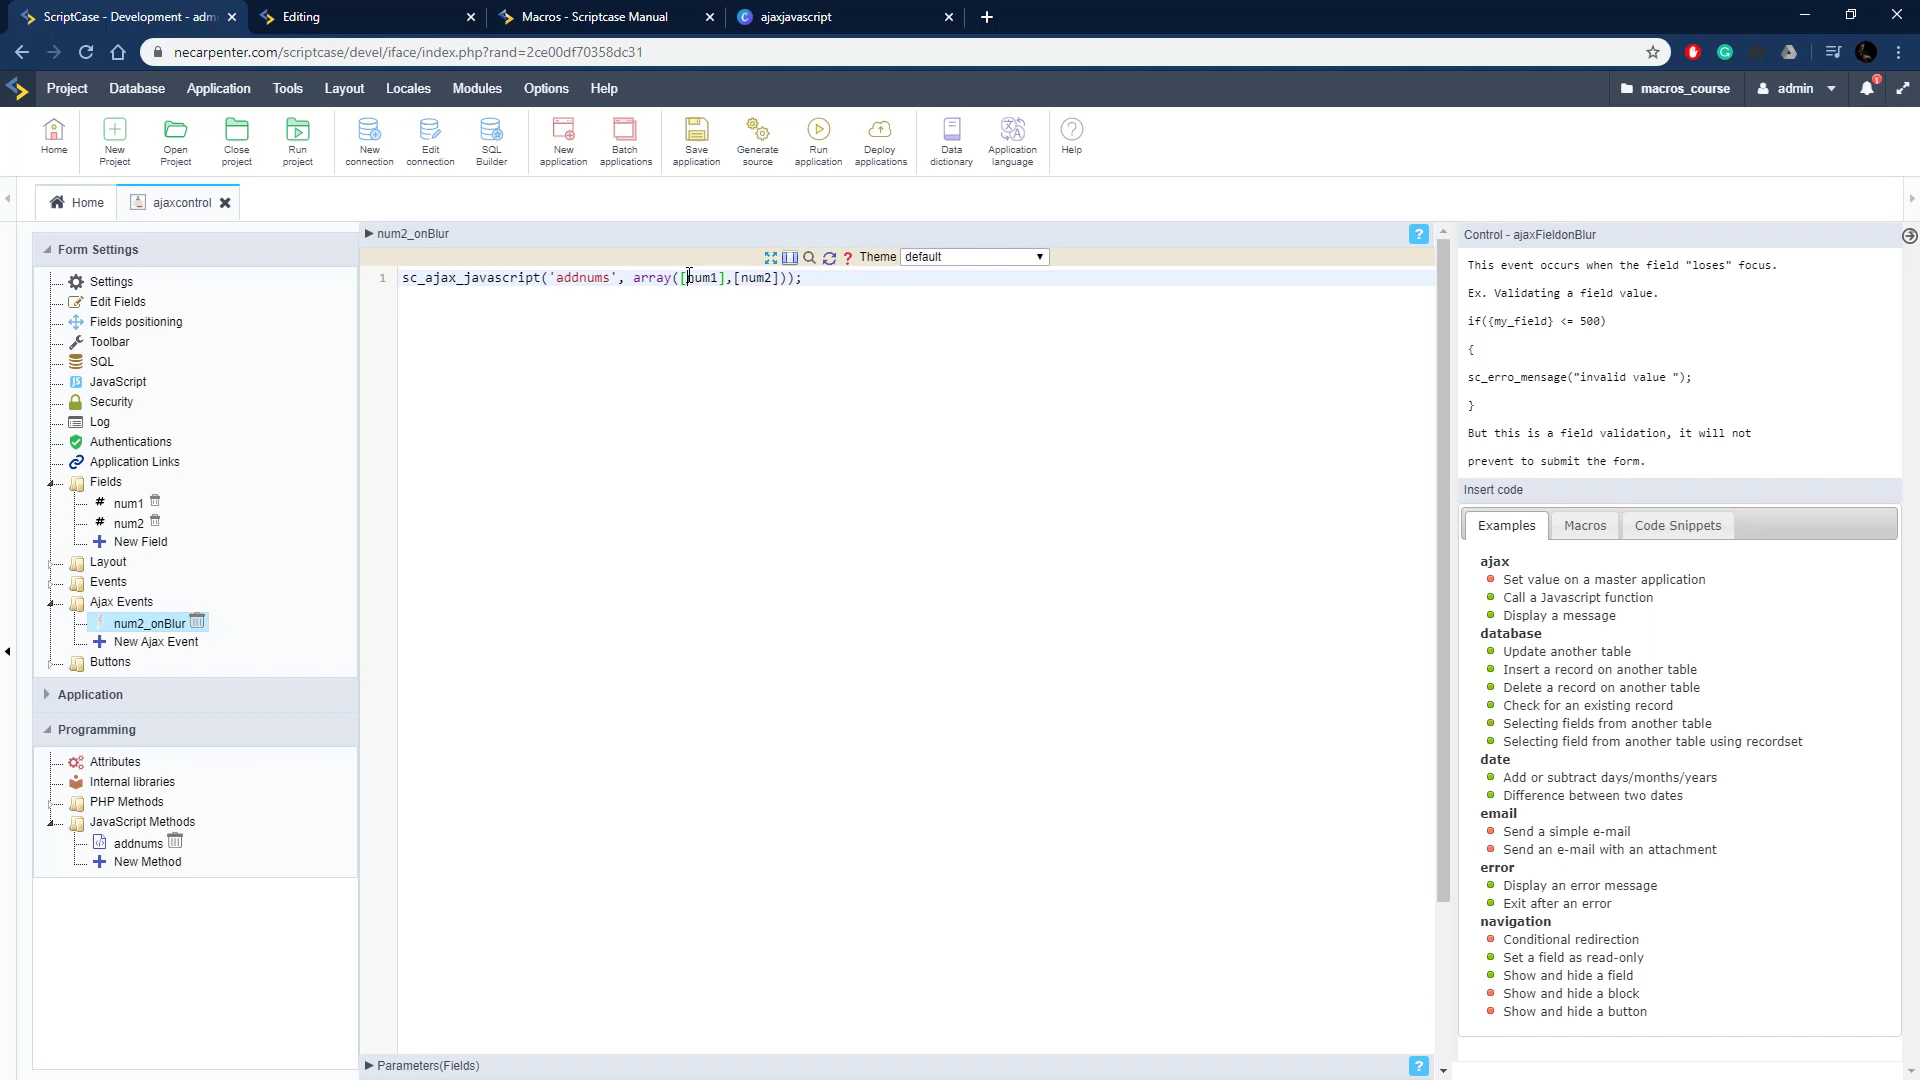 ScriptCase - Development - adm
Editing
Macros - Scriptcase Manual
C
ajaxjavascript
necarpenter.com/scriptcase/devel/iface/index.php?rand=2ce00df70358dc31
Project
Database
Application
Tools
Layout
Locales
Modules
Options
Help
macros_course
admin
1
Home
New Project
Open Project
Close project
Run project
New connection
Edit connection
SQL Builder
New application
Batch applications
Save application
Generate source
Run application
Deploy applications
Data dictionary
Application language
Help
Home
ajaxcontrol
Form Settings
Settings
Edit Fields
Fields positioning
Toolbar
SQL
JavaScript
Security
Log
Authentications
Application Links
Fields
num1
num2
New Field
Layout
Events
Ajax Events
num2_onBlur
New Ajax Event
Buttons
Application
Programming
Attributes
Internal libraries
PHP Methods
JavaScript Methods
addnums
New Method
num2_onBlur
?
? Theme default
1 sc_ajax_javascript('addnums', array([num1],[num2]));
Parameters(Fields)
?
Control - ajaxFieldonBlur
This event occurs when the field "loses" focus.
Ex. Validating a field value.
if({my_field} <= 500)
{
sc_erro_mensage("invalid value ");
}
But this is a field validation, it will not
prevent to submit the form.
Insert code
Examples
Macros
Code Snippets
ajax
Set value on a master application
Call a Javascript function
Display a message
database
Update another table
Insert a record on another table
Delete a record on another table
Check for an existing record
Selecting fields from another table
Selecting field from another table using recordset
date
Add or subtract days/months/years
Difference between two dates
email
Send a simple e-mail
Send an e-mail with an attachment
error
Display an error message
Exit after an error
navigation
Conditional redirection
Set a field as read-only
Show and hide a field
Show and hide a block
Show and hide a button